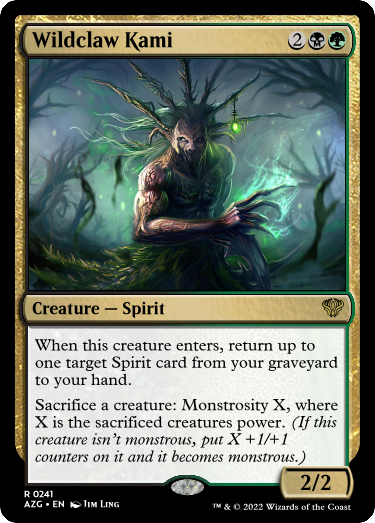 Wildclaw Kami 2
Creature — Spirit
When this creature enters, return up to
one target Spirit card from your graveyard
to your hand.
Sacrifice a creature: Monstrosity X, where
X is the sacrificed creatures power. (If this
creature isn't monstrous, put X +1/+1
counters on it and it becomes monstrous.)
2/2
R 0241
AZG • EN Jim Ling
™ & © 2022 Wizards of the Coast